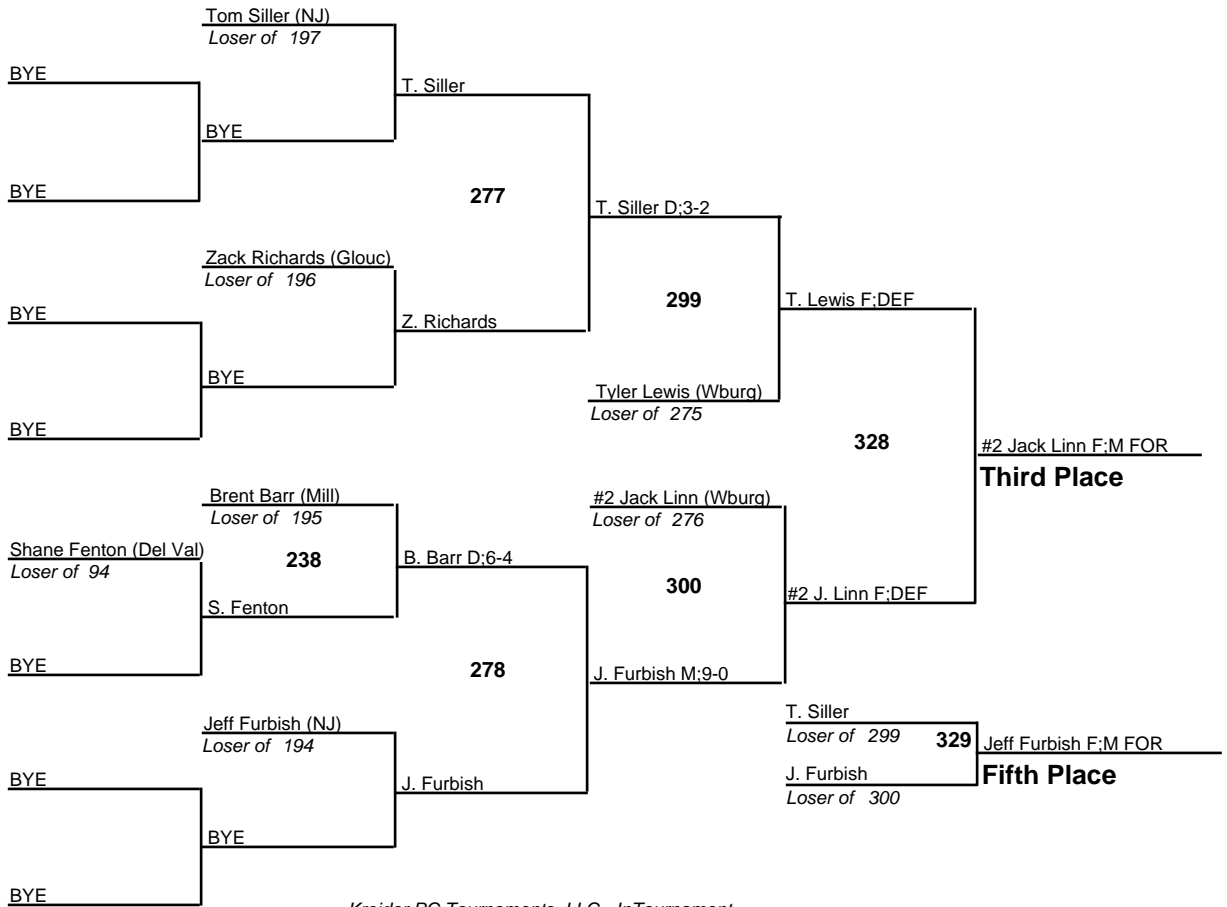 Tom Siller (NJ)
Loser of 197
BYE
T. Siller
BYE
BYE
277
T. Siller D;3-2
Zack Richards (Glouc)
Loser of 196
299
T. Lewis F;DEF
BYE
Z. Richards
BYE
Tyler Lewis (Wburg)
Loser of 275
BYE
328
#2 Jack Linn F;M FOR
Third Place
Brent Barr (Mill)
Loser of 195
#2 Jack Linn (Wburg)
Loser of 276
Shane Fenton (Del Val)
Loser of 94
238
B. Barr D;6-4
300
#2 J. Linn F;DEF
S. Fenton
BYE
278
J. Furbish M;9-0
Jeff Furbish (NJ)
Loser of 194
T. Siller
Loser of 299
329
Jeff Furbish F;M FOR
Fifth Place
BYE
J. Furbish
J. Furbish
Loser of 300
BYE
BYE